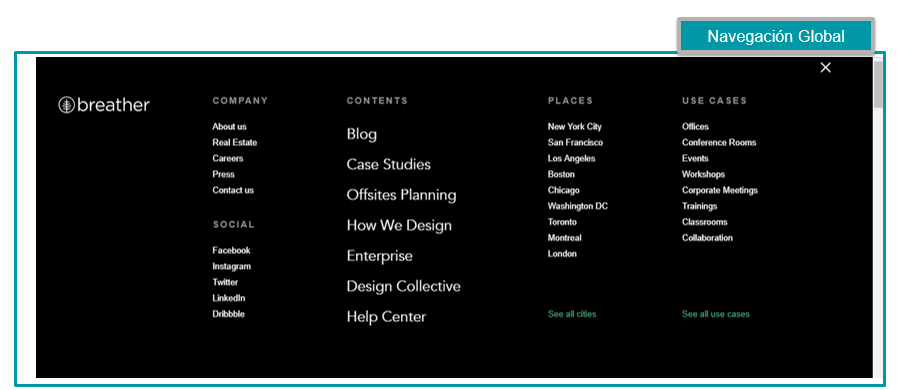 Navegación Global
breather
COMPANY
About us
Real Estate
Careers
Press
Contact us
SOCIAL
Facebook
Instagram
Twitter
LinkedIn
Dribbble
CONTENTS
Blog
Case Studies
Offsites Planning
How We Design
Enterprise
Design Collective
Help Center
PLACES
New York City
San Francisco
Los Angeles
Boston
Chicago
Washington DC
Toronto
Montreal
London
See all cities
USE CASES
Offices
Conference Rooms
Events
Workshops
Corporate Meetings
Trainings
Classrooms
Collaboration
See all use cases